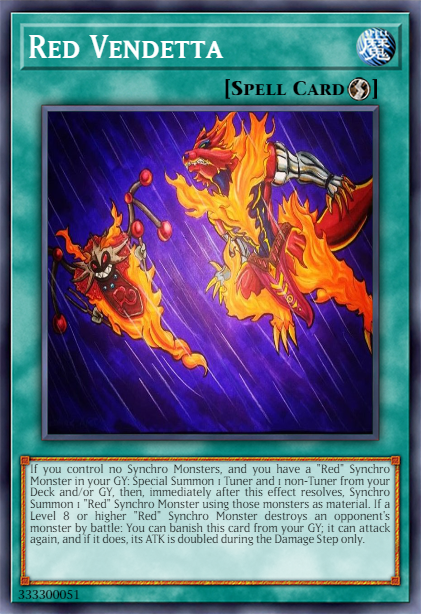 Red Vendetta
魔
[Spell Card]
If you control no Synchro Monsters, and you have a "Red" Synchro
Monster in your GY: Special Summon 1 Tuner and 1 non-Tuner from your
Deck and/or GY, then, immediately after this effect resolves, Synchro
Summon 1 "Red" Synchro Monster using those monsters as material. If a
Level 8 or higher "Red" Synchro Monster destroys an opponent's
monster by battle: You can banish this card from your GY; it can attack
again, and if it does, its ATK is doubled during the Damage Step only.
333300051